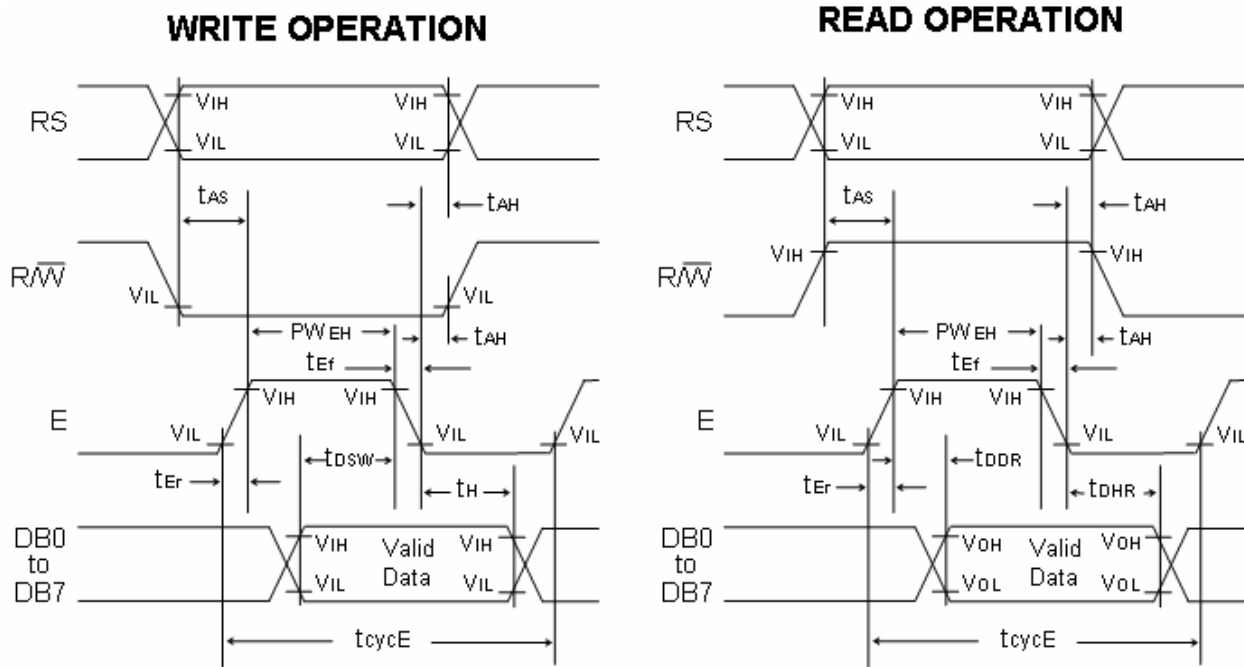 WRITE OPERATION
RS
VIH
VIH
VIL
VIL
tAS
tAH
R/W̅
VIL
VIL
PWEH
tAH
tEf
E
VIH
VIH
VIL
VIL
VIL
tDSW
tEr
tH
DB0
to
DB7
VIH
Valid
Data
VIH
VIL
VIL
tcycE
READ OPERATION
RS
VIH
VIH
VIL
VIL
tAS
tAH
R/W̅
VIH
VIH
PWEH
tEf
E
VIH
VIH
VIL
VIL
VIL
tDDR
tEr
tDHR
DB0
to
DB7
VOH
Valid
Data
VOH
VOL
VOL
tcycE